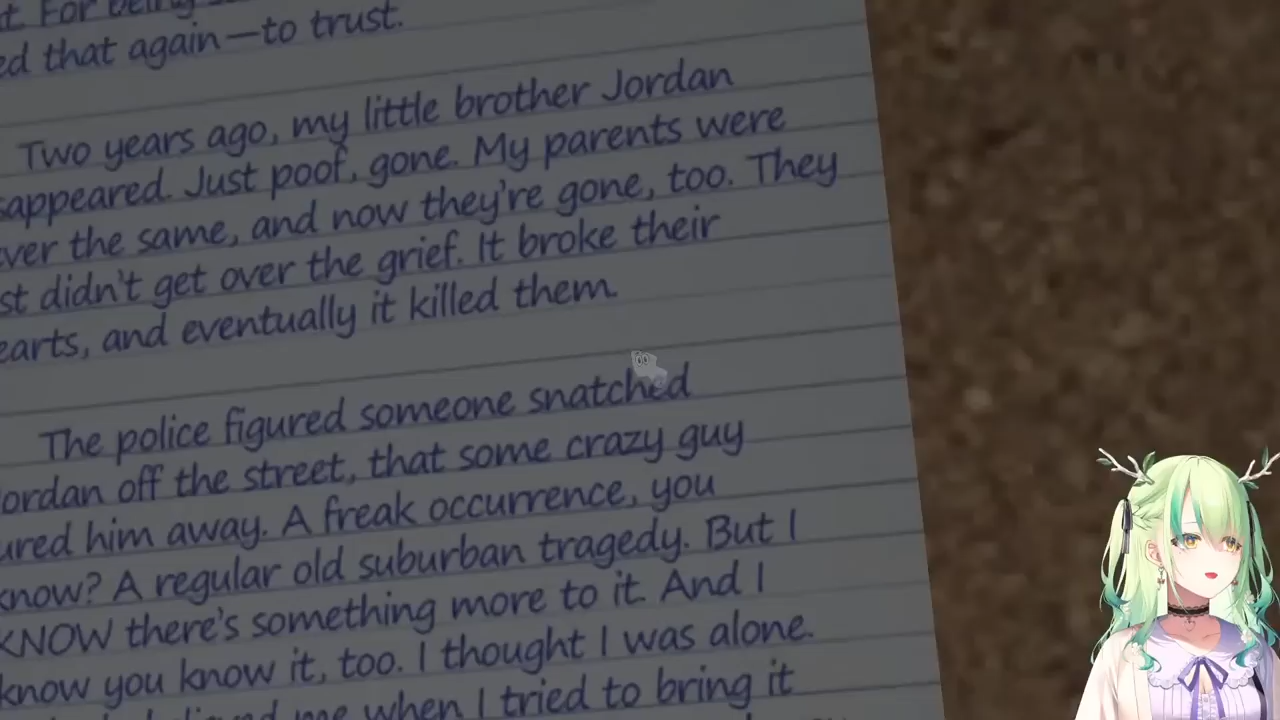 t. For being
ed that again—to trust.
Two years ago, my little brother Jordan
sappeared. Just poof, gone. My parents were
ver the same, and now they're gone, too. They
st didn't get over the grief. It broke their
earts, and eventually it killed them.
The police figured someone snatched
ordan off the street, that some crazy guy
ured him away. A freak occurrence, you
know? A regular old suburban tragedy. But I
KNOW there's something more to it. And I
know you know it, too. I thought I was alone.
me when I tried to bring it